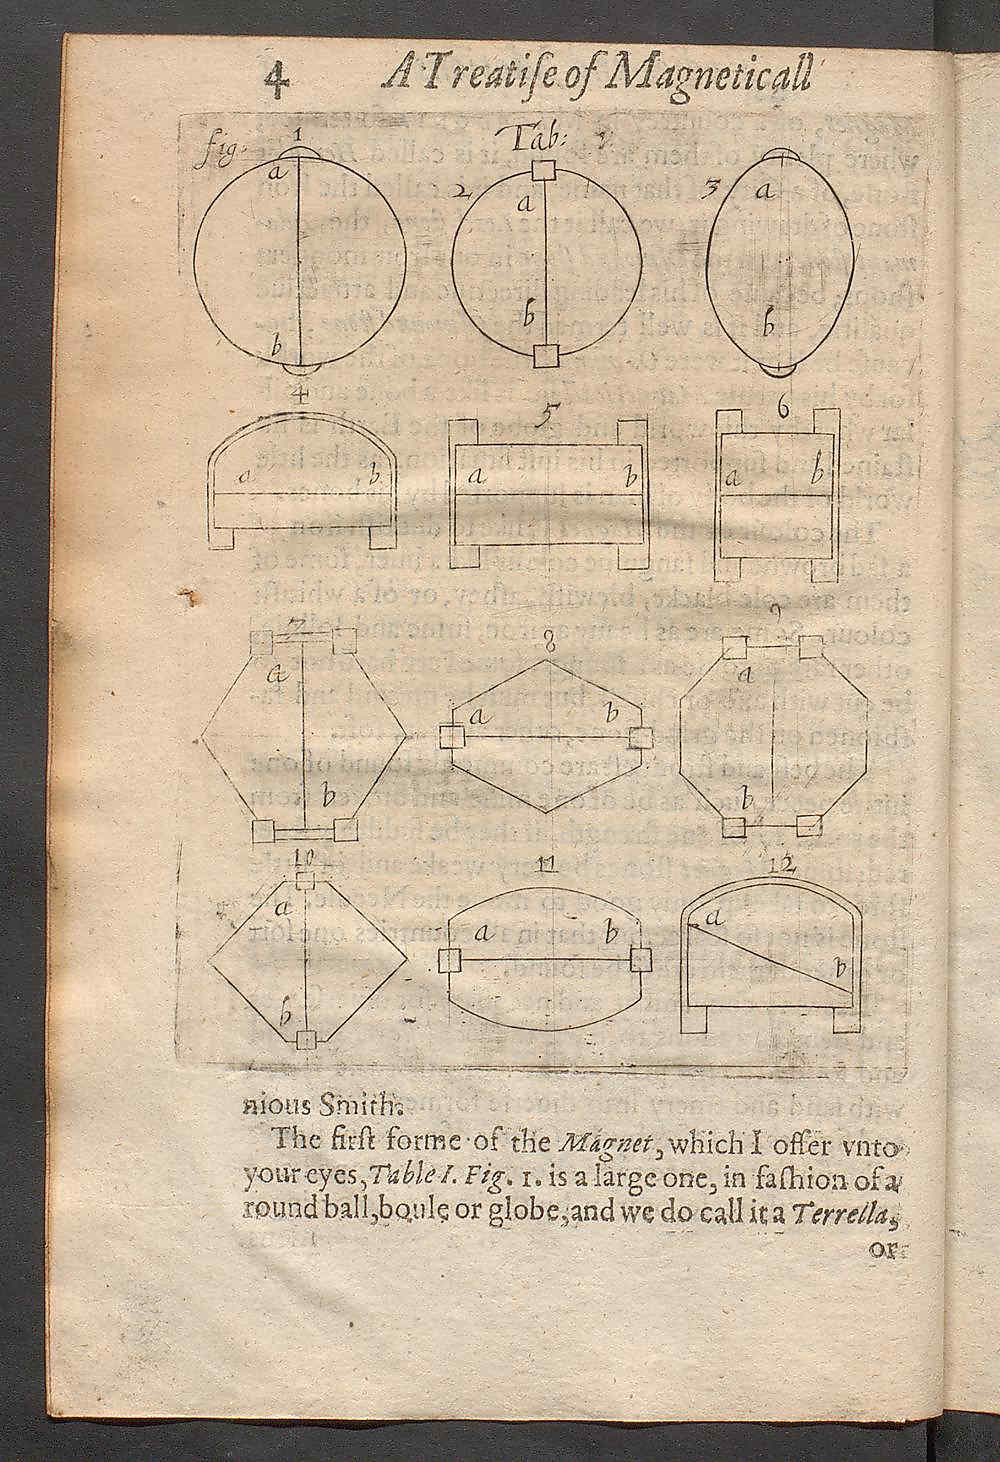 4 A Treatiſe of Magneticall
fig: 1 Tab: 1
a b
2 a b
3 a b
4 a b
5 a b
6 a b
7 a b
8 a b
9 a b
10 a b
11 a b
12 a b
nious Smith.
The firſt forme of the Magnet, which I offer vnto
your eyes, Table I. Fig. 1. is a large one, in faſhion of a
round ball, boule or globe, and we do call it a Terrella,
or